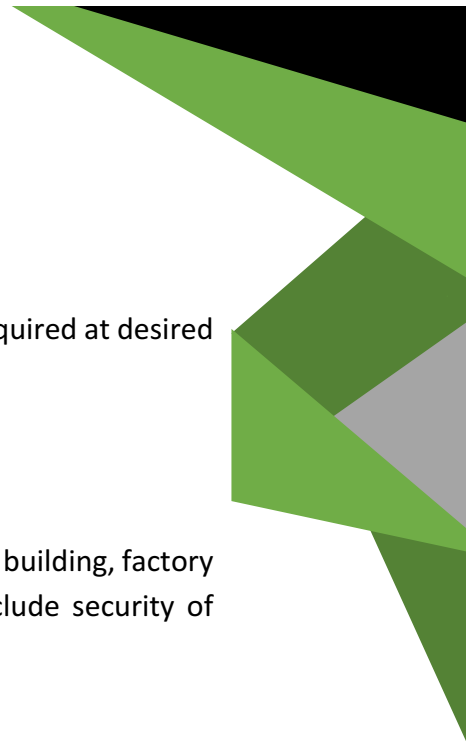 quired at desired
building, factory
clude security of